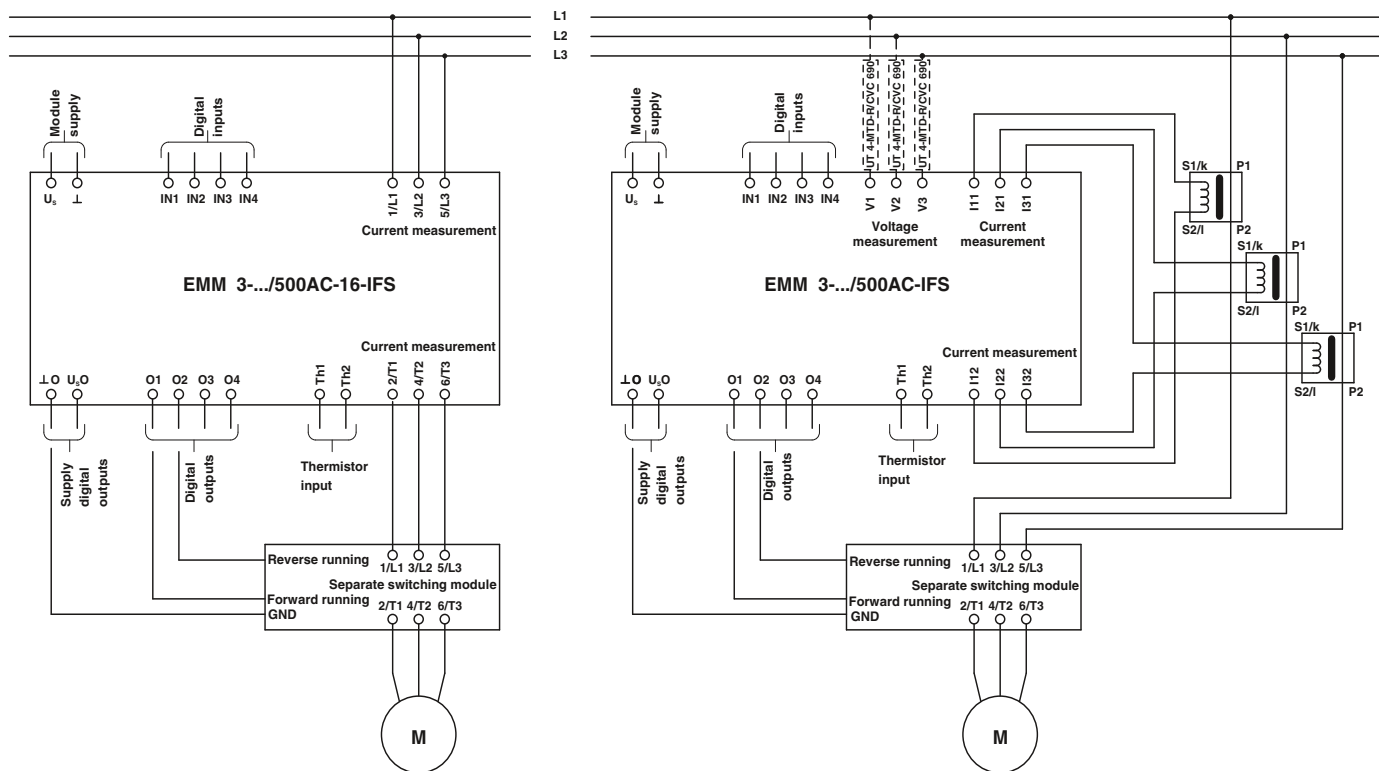 L1
L2
L3
Module
supply
Digital
inputs
Us
⊥
IN1
IN2
IN3
IN4
1/L1
3/L2
5/L3
Current measurement
EMM 3-.../500AC-16-IFS
Current measurement
⊥O
UsO
O1
O2
O3
O4
Th1
Th2
2/T1
4/T2
6/T3
Supply
digital
outputs
Digital
outputs
Thermistor
input
Reverse running
1/L1 3/L2 5/L3
Separate switching module
Forward running
2/T1 4/T2 6/T3
GND
M
Module
supply
Digital
inputs
UT 4-MTD-R/CVC 690
UT 4-MTD-R/CVC 690
UT 4-MTD-R/CVC 690
Us
⊥
IN1
IN2
IN3
IN4
V1
V2
V3
I11
I21
I31
Voltage
measurement
Current
measurement
EMM 3-.../500AC-IFS
Current measurement
⊥O
UsO
O1
O2
O3
O4
Th1
Th2
I12
I22
I32
S1/k
P1
S2/l
P2
S1/k
P1
S2/l
P2
S1/k
P1
S2/l
P2
Supply
digital
outputs
Digital
outputs
Thermistor
input
Reverse running
1/L1 3/L2 5/L3
Separate switching module
Forward running
2/T1 4/T2 6/T3
GND
M